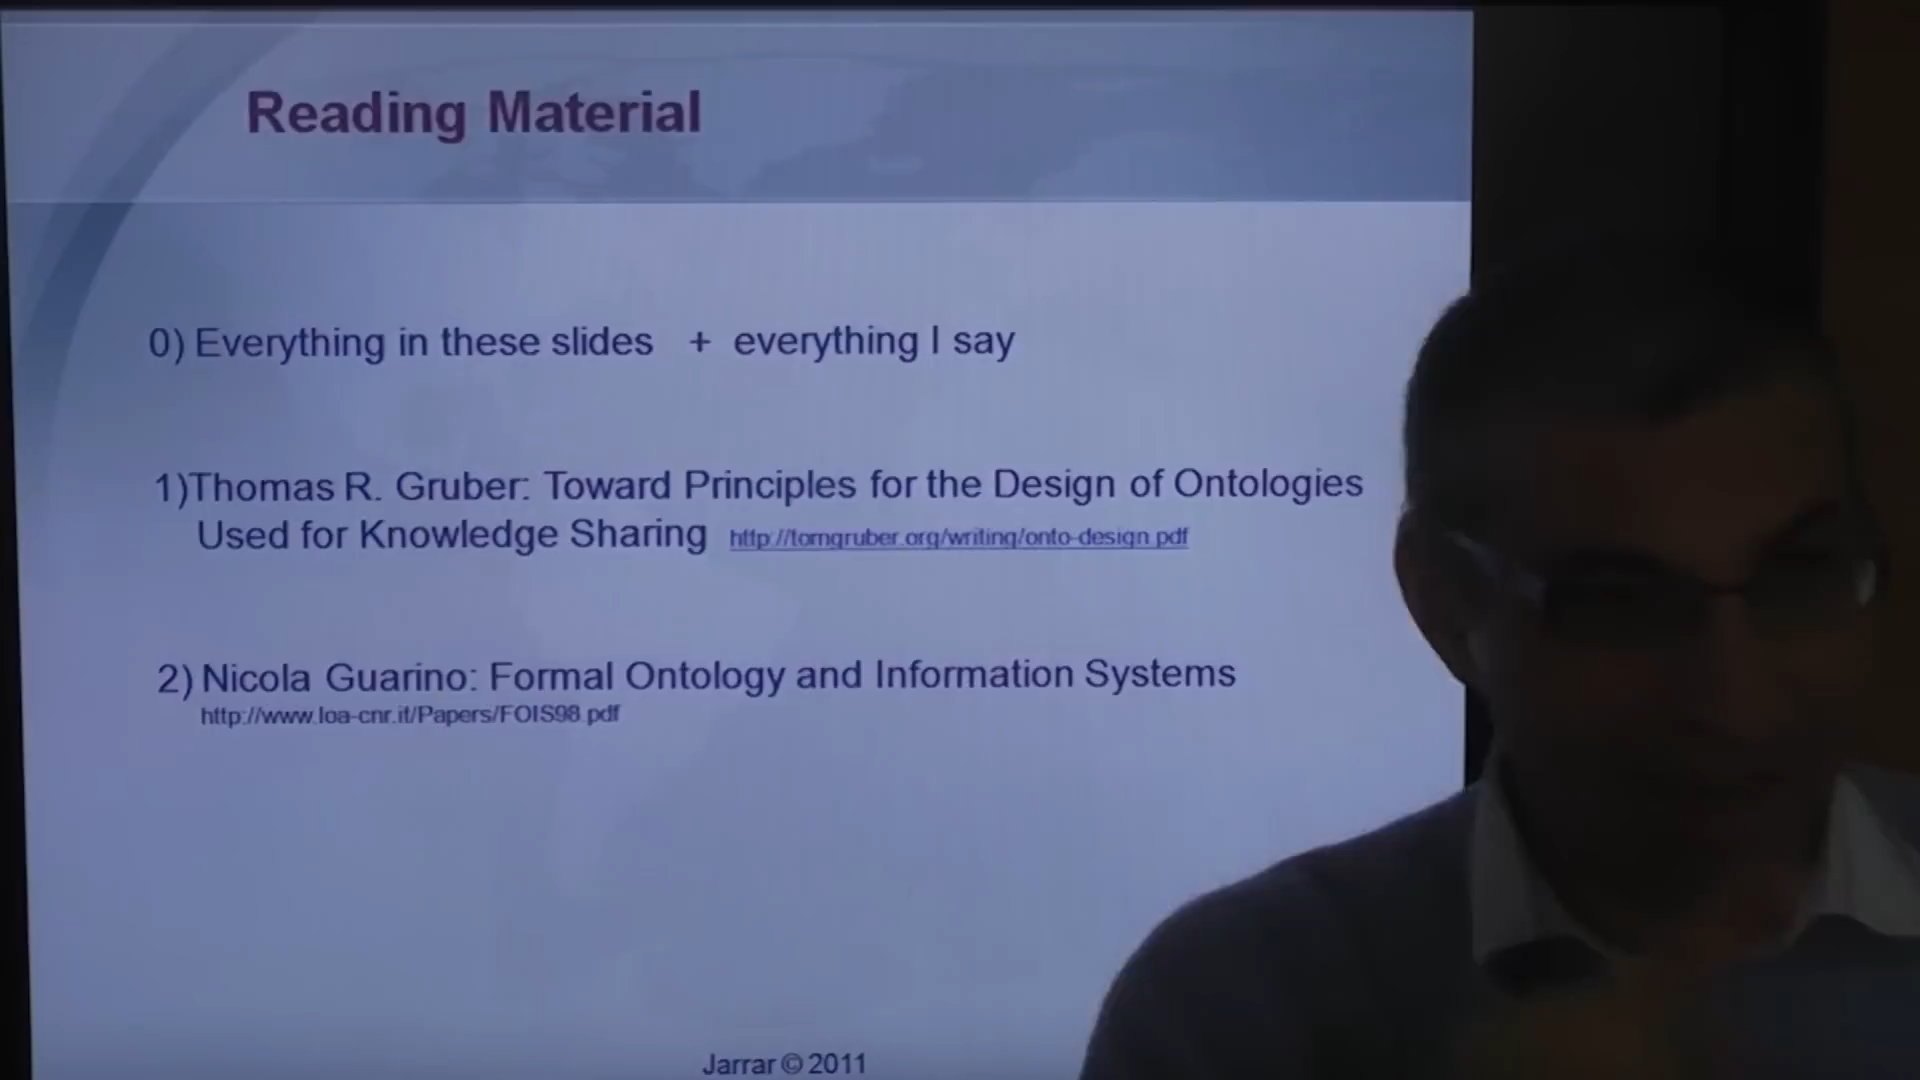 Reading Material
0) Everything in these slides + everything I say
1)Thomas R. Gruber: Toward Principles for the Design of Ontologies
Used for Knowledge Sharing http://tomgruber.org/writing/onto-design.pdf
2) Nicola Guarino: Formal Ontology and Information Systems
http://www.loa-cnr.it/Papers/FOIS98.pdf
Jarrar © 2011